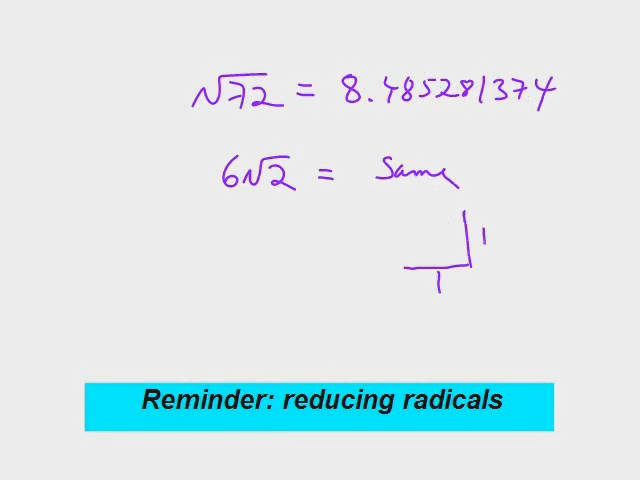 √72 = 8.485281374
6√2 = Same
1
1
Reminder: reducing radicals